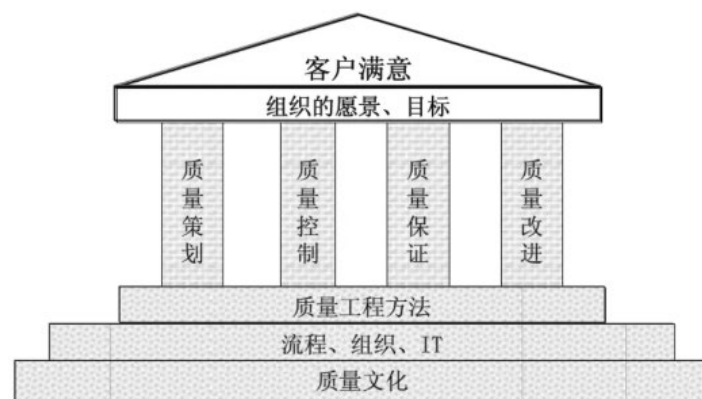 客户满意
组织的愿景、目标
质量策划
质量控制
质量保证
质量改进
质量工程方法
流程、组织、IT
质量文化